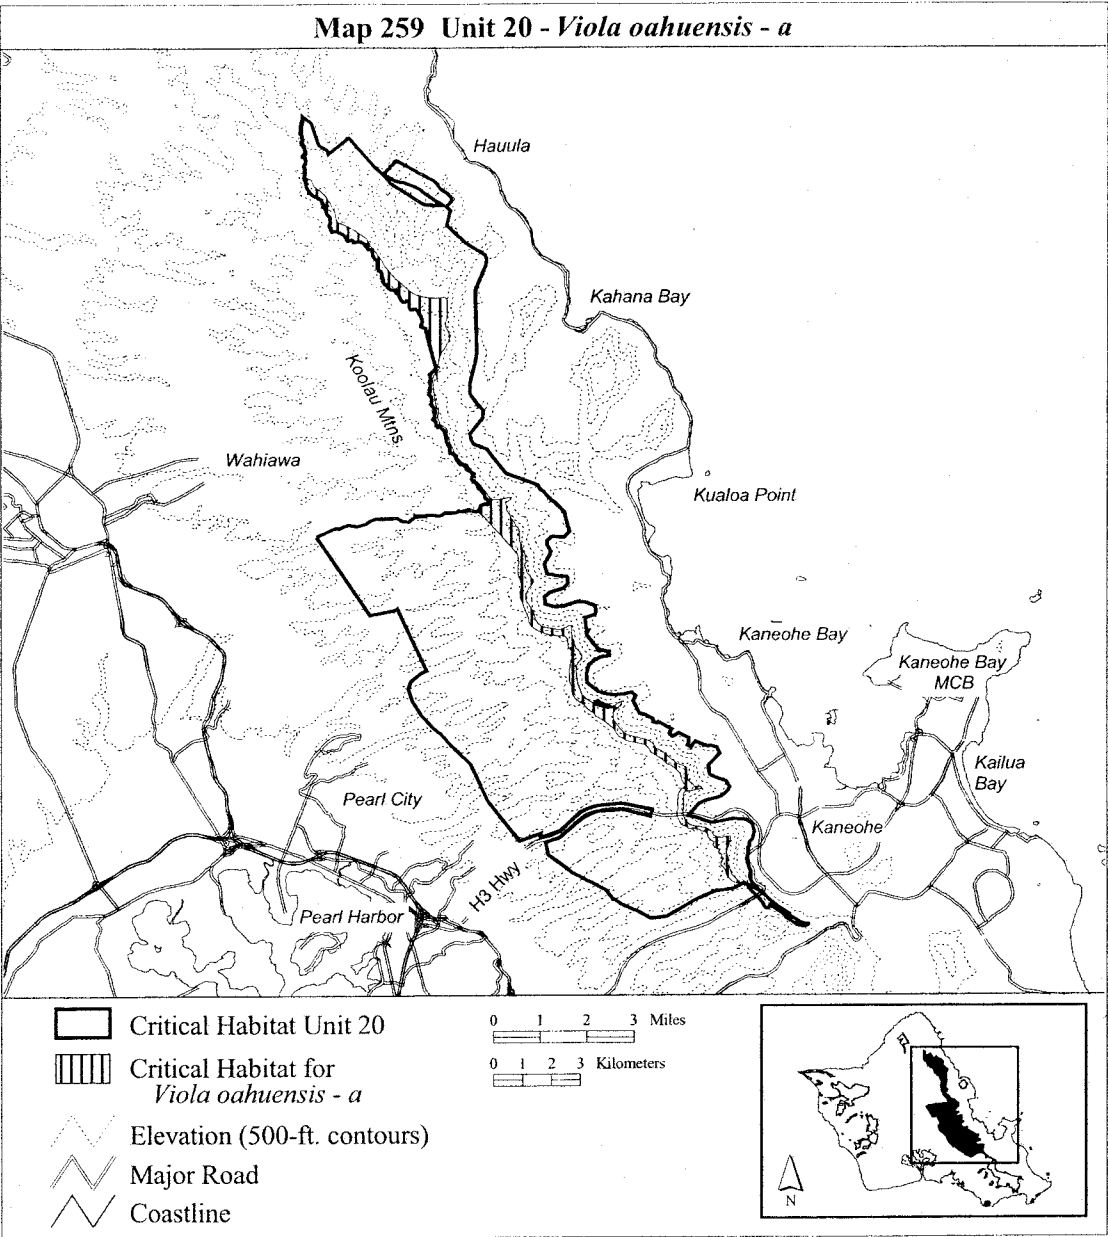 Map 259 Unit 20 - Viola oahuensis - a
Hauula
Kahana Bay
Koolau Mtns.
Wahiawa
Kualoa Point
Kaneohe Bay
Kaneohe Bay
MCB
Kailua
Bay
Pearl City
Kaneohe
H3 Hwy
Pearl Harbor
Critical Habitat Unit 20
Critical Habitat for
Viola oahuensis - a
Elevation (500-ft. contours)
Major Road
Coastline
0 1 2 3 Miles
0 1 2 3 Kilometers
N